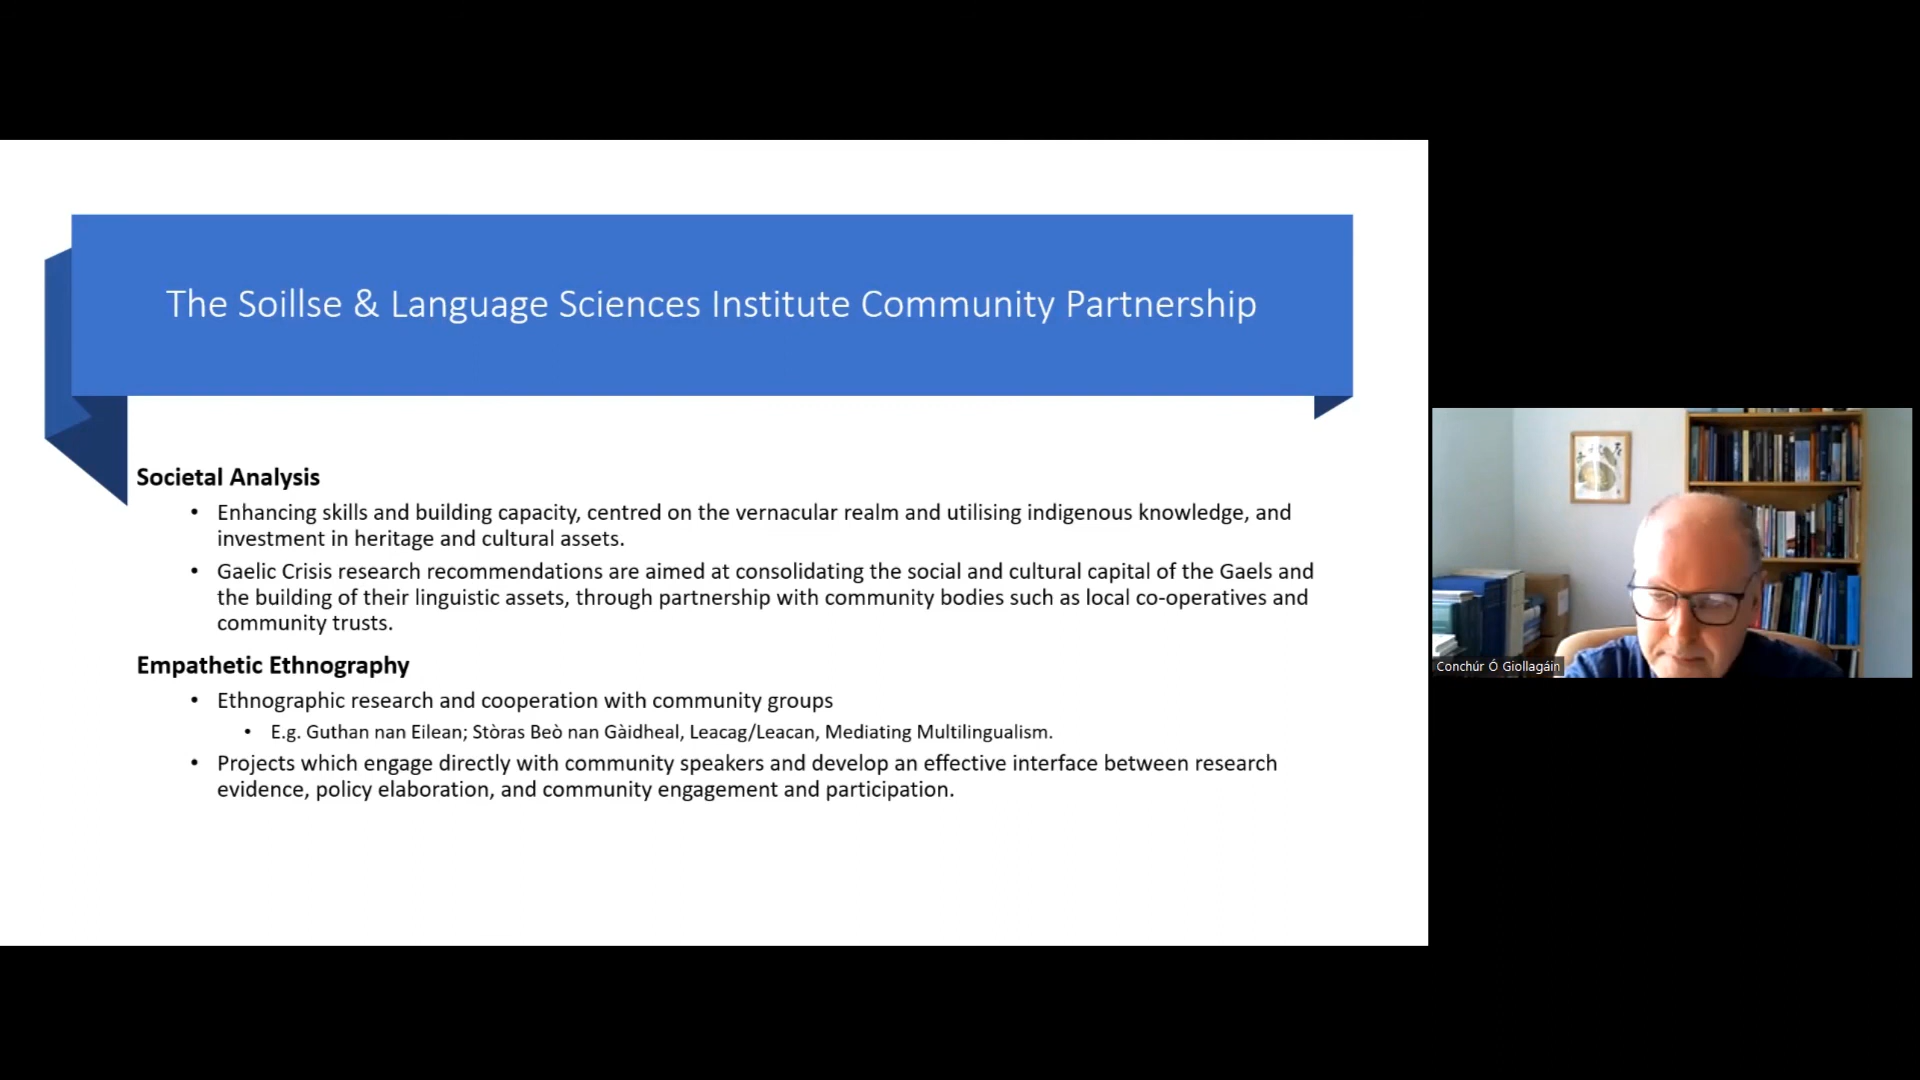 The Soillse & Language Sciences Institute Community Partnership
Societal Analysis
• Enhancing skills and building capacity, centred on the vernacular realm and utilising indigenous knowledge, and
investment in heritage and cultural assets.
• Gaelic Crisis research recommendations are aimed at consolidating the social and cultural capital of the Gaels and
the building of their linguistic assets, through partnership with community bodies such as local co-operatives and
community trusts.
Empathetic Ethnography
• Ethnographic research and cooperation with community groups
• E.g. Guthan nan Eilean; Stòras Beò nan Gàidheal, Leacag/Leacan, Mediating Multilingualism.
• Projects which engage directly with community speakers and develop an effective interface between research
evidence, policy elaboration, and community engagement and participation.
Conchúr Ó Giollagáin